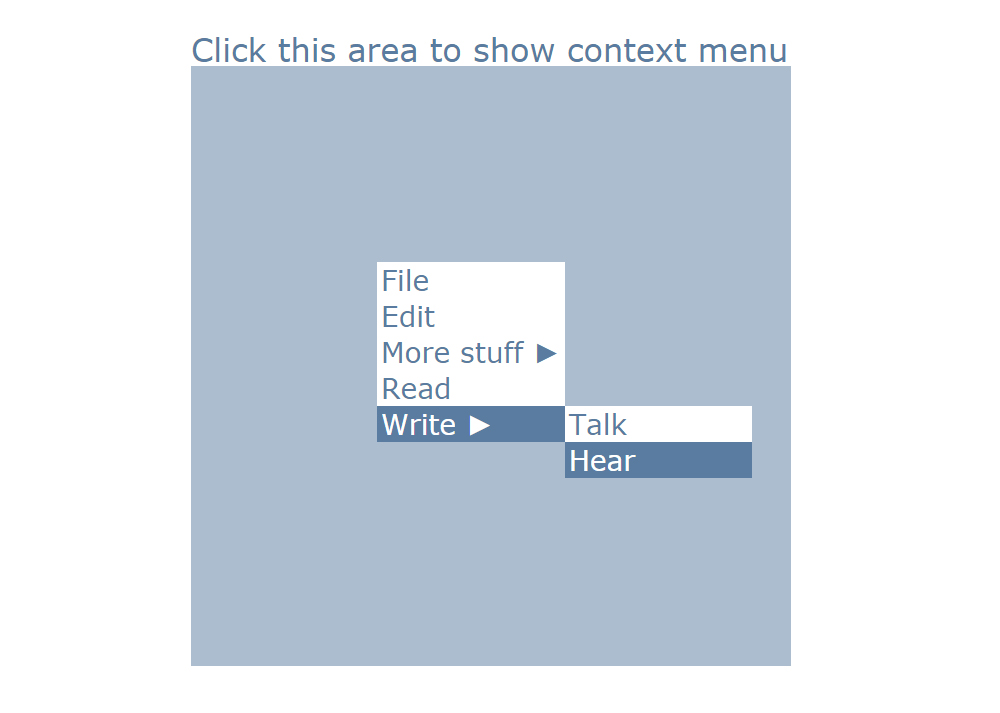 Click this area to show context menu
File
Edit
More stuff ►
Read
Write ►
Talk
Hear